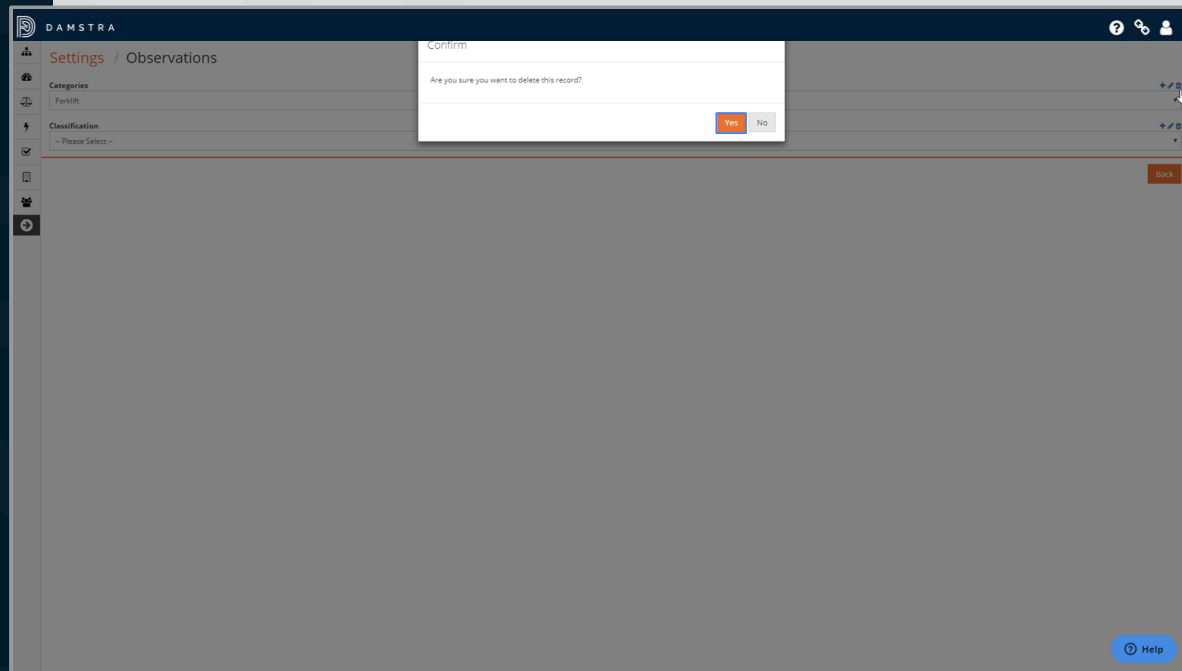 DAMSTRA
Settings / Observations
Confirm
Are you sure you want to delete this record?
Yes No
Categories
Forklift
Classification
-- Please Select --
Back
Help